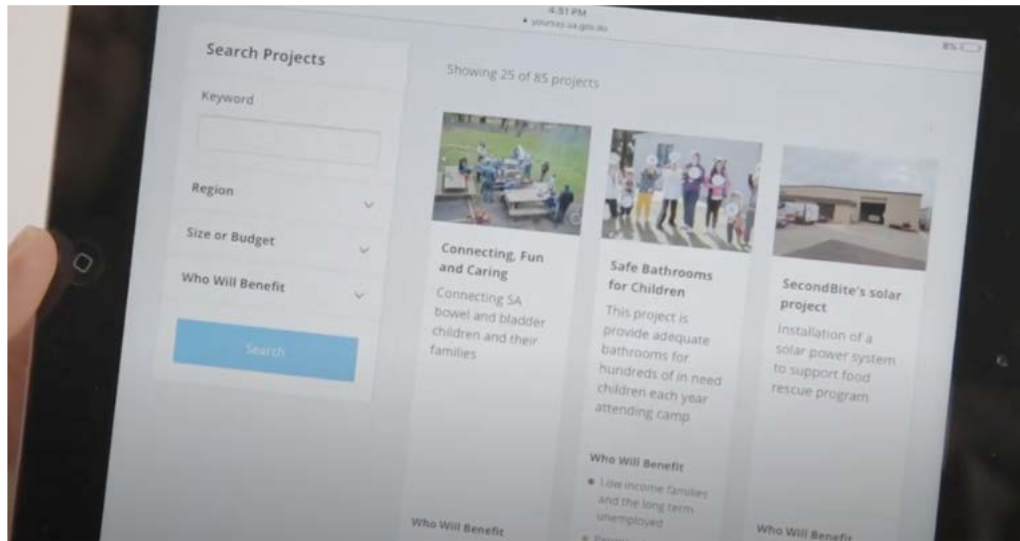 4:51 PM
yoursay.sa.gov.au
8%
Search Projects
Keyword
Region
Size or Budget
Who Will Benefit
Search
Showing 25 of 85 projects
Connecting, Fun
and Caring
Connecting SA
bowel and bladder
children and their
families
Who Will Benefit
Safe Bathrooms
for Children
This project is
provide adequate
bathrooms for
hundreds of in need
children each year
attending camp
Who Will Benefit
Low income families
and the long term
unemployed
SecondBite's solar
project
Installation of a
solar power system
to support food
rescue program
Who Will Benefit